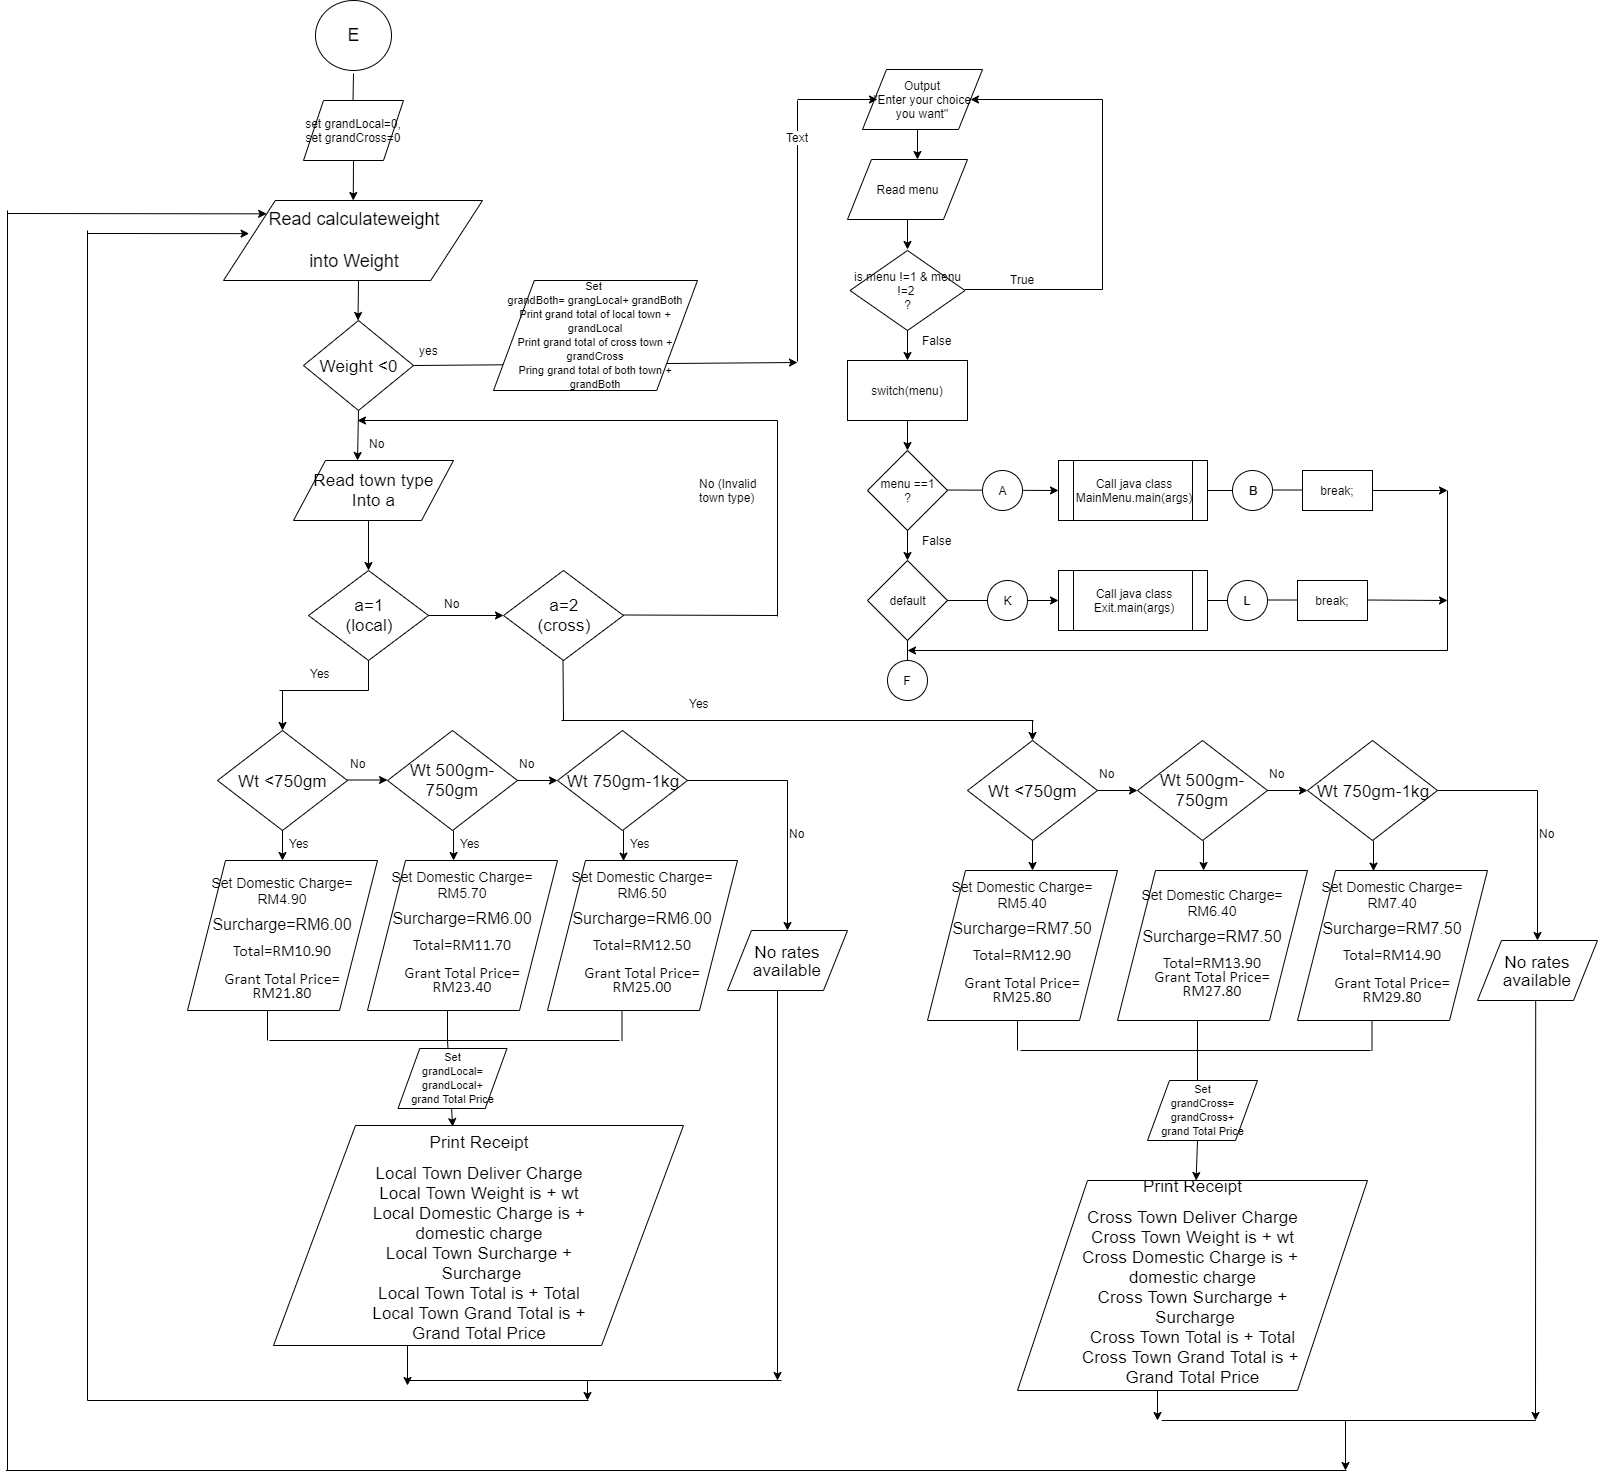 E
set grandLocal=0,
set grandCross=0
Read calculateweight
into Weight
Weight <0
yes
Set
grandBoth= grangLocal+ grandBoth
Print grand total of local town +
grandLocal
Print grand total of cross town +
grandCross
Pring grand total of both town +
grandBoth
Text
Output
"Enter your choice
you want"
Read menu
is menu !=1 & menu
!=2
?
True
False
switch(menu)
menu ==1
?
A
Call java class
MainMenu.main(args)
B
break;
False
default
K
Call java class
Exit.main(args)
L
break;
F
No
Read town type
Into a
No (Invalid
town type)
a=1
(local)
No
a=2
(cross)
Yes
Yes
Wt <750gm
No
Wt 500gm-
750gm
No
Wt 750gm-1kg
No
Yes
Yes
Yes
Set Domestic Charge=
RM4.90
Surcharge=RM6.00
Total=RM10.90
Grant Total Price=
RM21.80
Set Domestic Charge=
RM5.70
Surcharge=RM6.00
Total=RM11.70
Grant Total Price=
RM23.40
Set Domestic Charge=
RM6.50
Surcharge=RM6.00
Total=RM12.50
Grant Total Price=
RM25.00
No rates
available
Set
grandLocal=
grandLocal+
grand Total Price
Print Receipt
Local Town Deliver Charge
Local Town Weight is + wt
Local Domestic Charge is +
domestic charge
Local Town Surcharge +
Surcharge
Local Town Total is + Total
Local Town Grand Total is +
Grand Total Price
Wt <750gm
No
Wt 500gm-
750gm
No
Wt 750gm-1kg
No
Set Domestic Charge=
RM5.40
Surcharge=RM7.50
Total=RM12.90
Grant Total Price=
RM25.80
Set Domestic Charge=
RM6.40
Surcharge=RM7.50
Total=RM13.90
Grant Total Price=
RM27.80
Set Domestic Charge=
RM7.40
Surcharge=RM7.50
Total=RM14.90
Grant Total Price=
RM29.80
No rates
available
Set
grandCross=
grandCross+
grand Total Price
Print Receipt
Cross Town Deliver Charge
Cross Town Weight is + wt
Cross Domestic Charge is +
domestic charge
Cross Town Surcharge +
Surcharge
Cross Town Total is + Total
Cross Town Grand Total is +
Grand Total Price